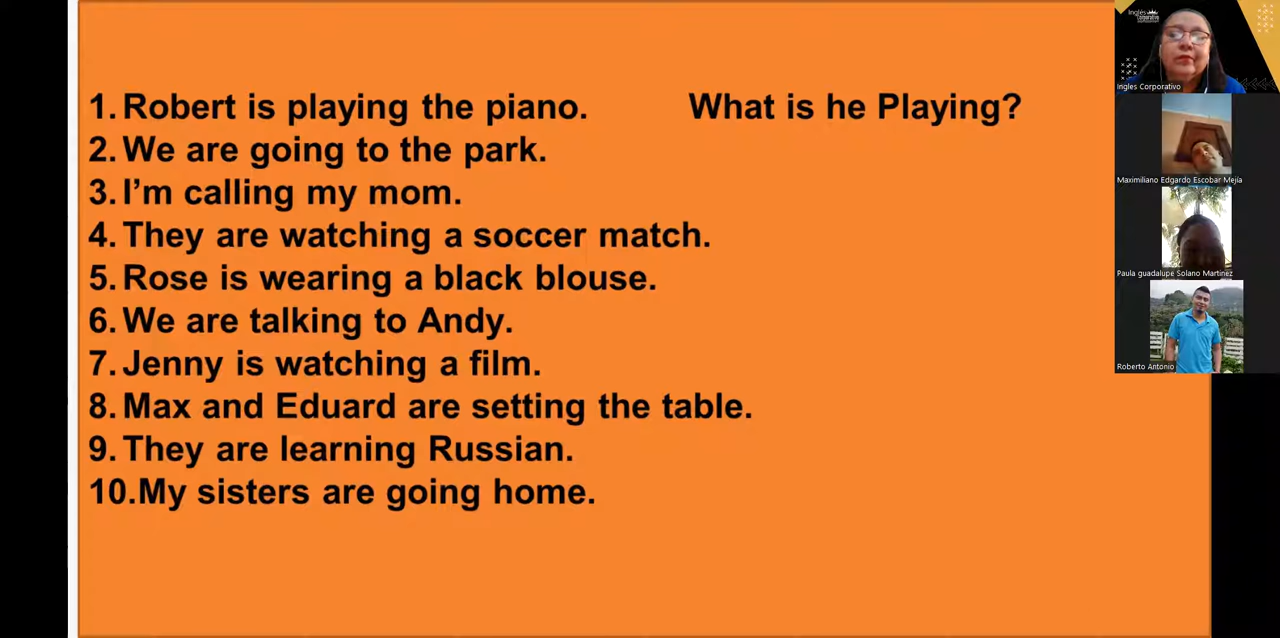 1. Robert is playing the piano. What is he Playing?
2. We are going to the park.
3. I'm calling my mom.
4. They are watching a soccer match.
5. Rose is wearing a black blouse.
6. We are talking to Andy.
7. Jenny is watching a film.
8. Max and Eduard are setting the table.
9. They are learning Russian.
10.My sisters are going home.
Inglés
Corporativo
Ingles Corporativo
Maximiliano Edgardo Escobar Mejía
Paula guadalupe Solano Martinez
Roberto Antonio